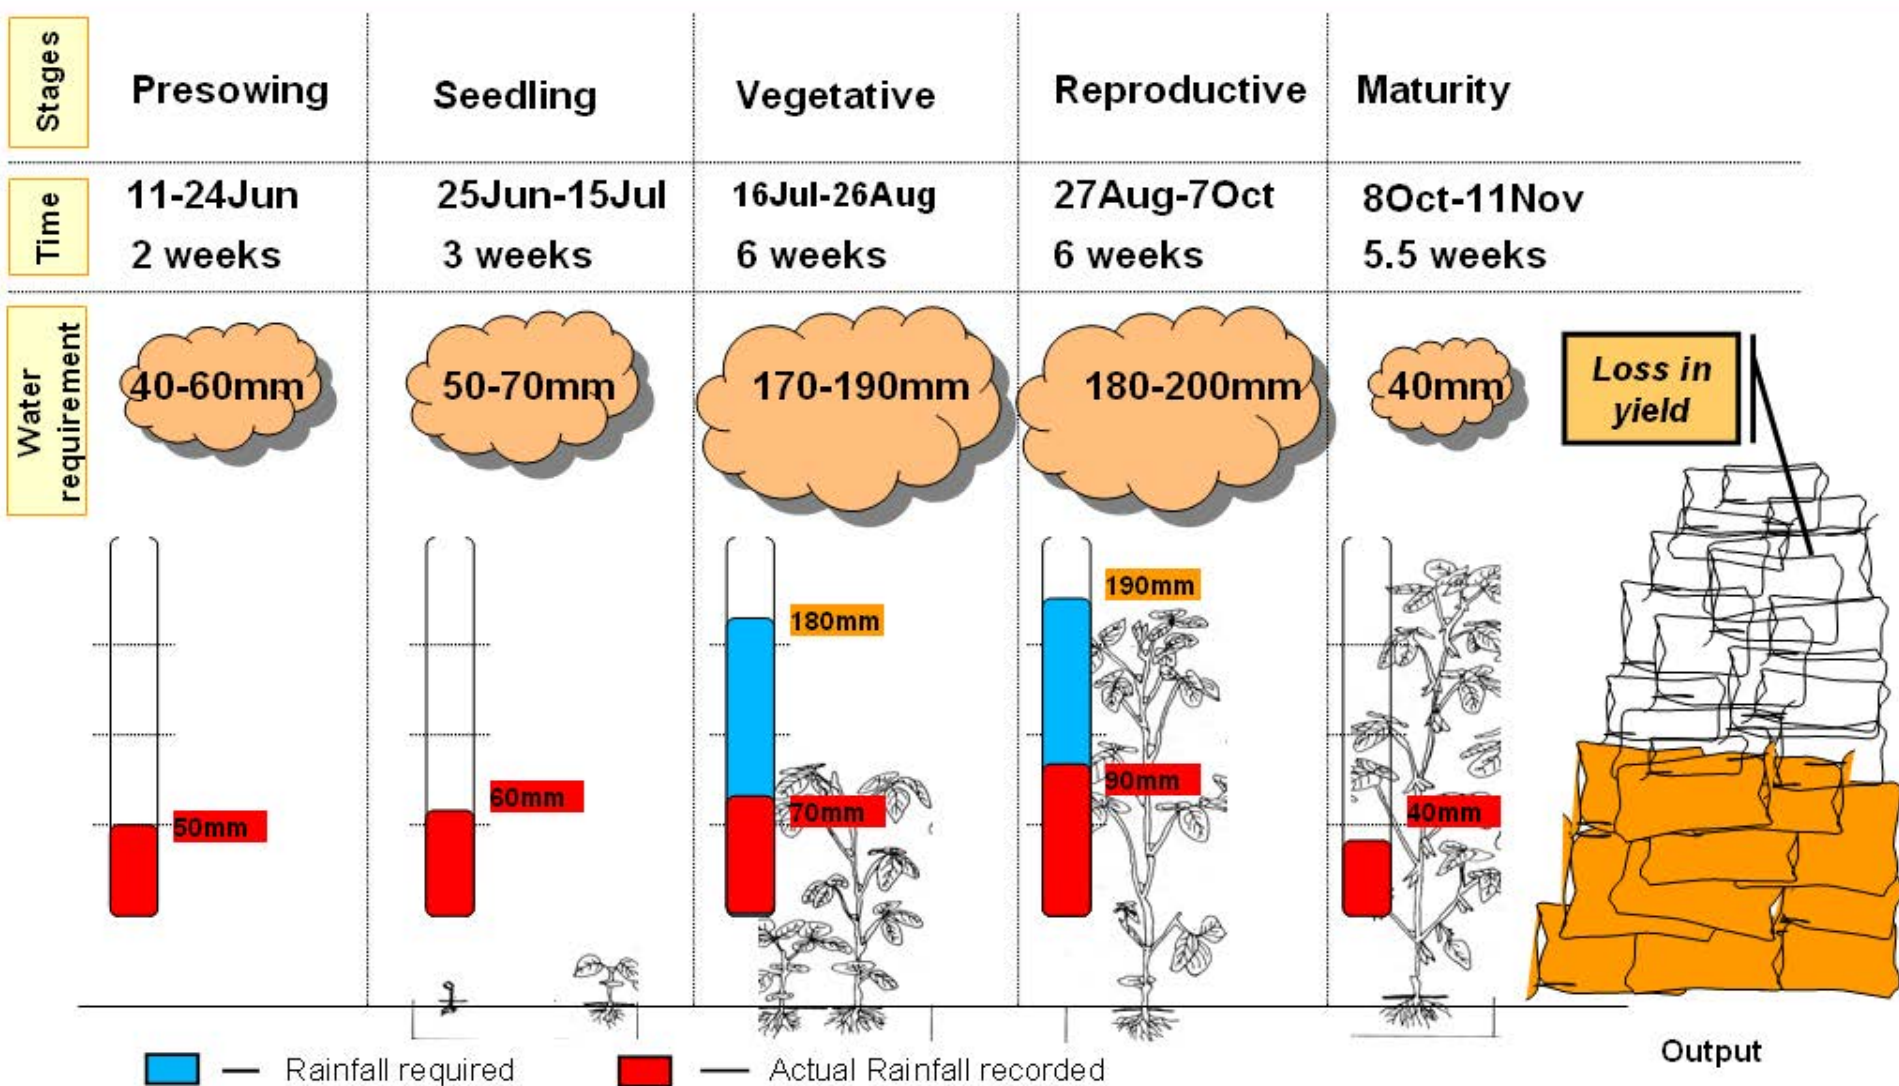 Stages
Presowing
Seedling
Vegetative
Reproductive
Maturity
Time
11-24Jun
25Jun-15Jul
16Jul-26Aug
27Aug-7Oct
8Oct-11Nov
2 weeks
3 weeks
6 weeks
6 weeks
5.5 weeks
Water
requirement
40-60mm
50-70mm
170-190mm
180-200mm
40mm
Loss in
yield
190mm
180mm
90mm
60mm
70mm
40mm
50mm
Output
Rainfall required
Actual Rainfall recorded